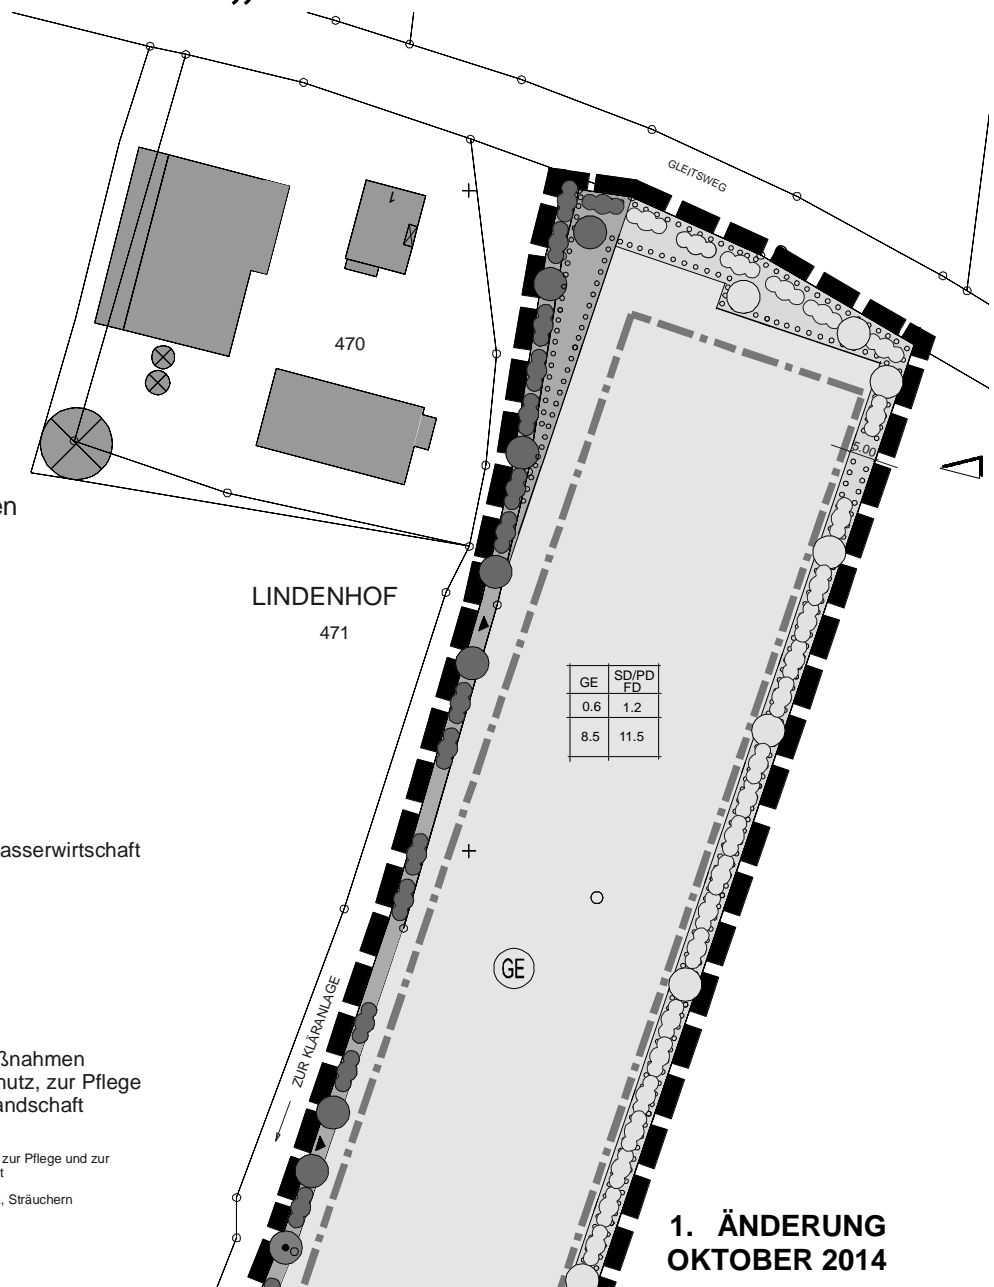 „
GLEITSWEG
470
5.00
en
LINDENHOF
471
GE SD/PD
FD
0.6 1.2
8.5 11.5
asserwirtschaft
GE
ZUR KLÄRANLAGE
ßnahmen
hutz, zur Pflege
andschaft
zur Pflege und zur
t
, Sträuchern
1. ÄNDERUNG
OKTOBER 2014